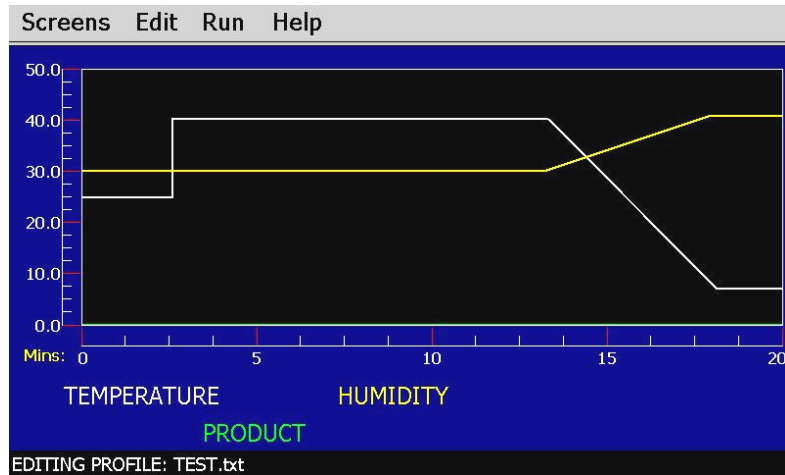 Screens Edit Run Help
50.0
40.0
30.0
20.0
10.0
0.0
Mins: 0 5 10 15 20
TEMPERATURE HUMIDITY
PRODUCT
EDITING PROFILE: TEST.txt